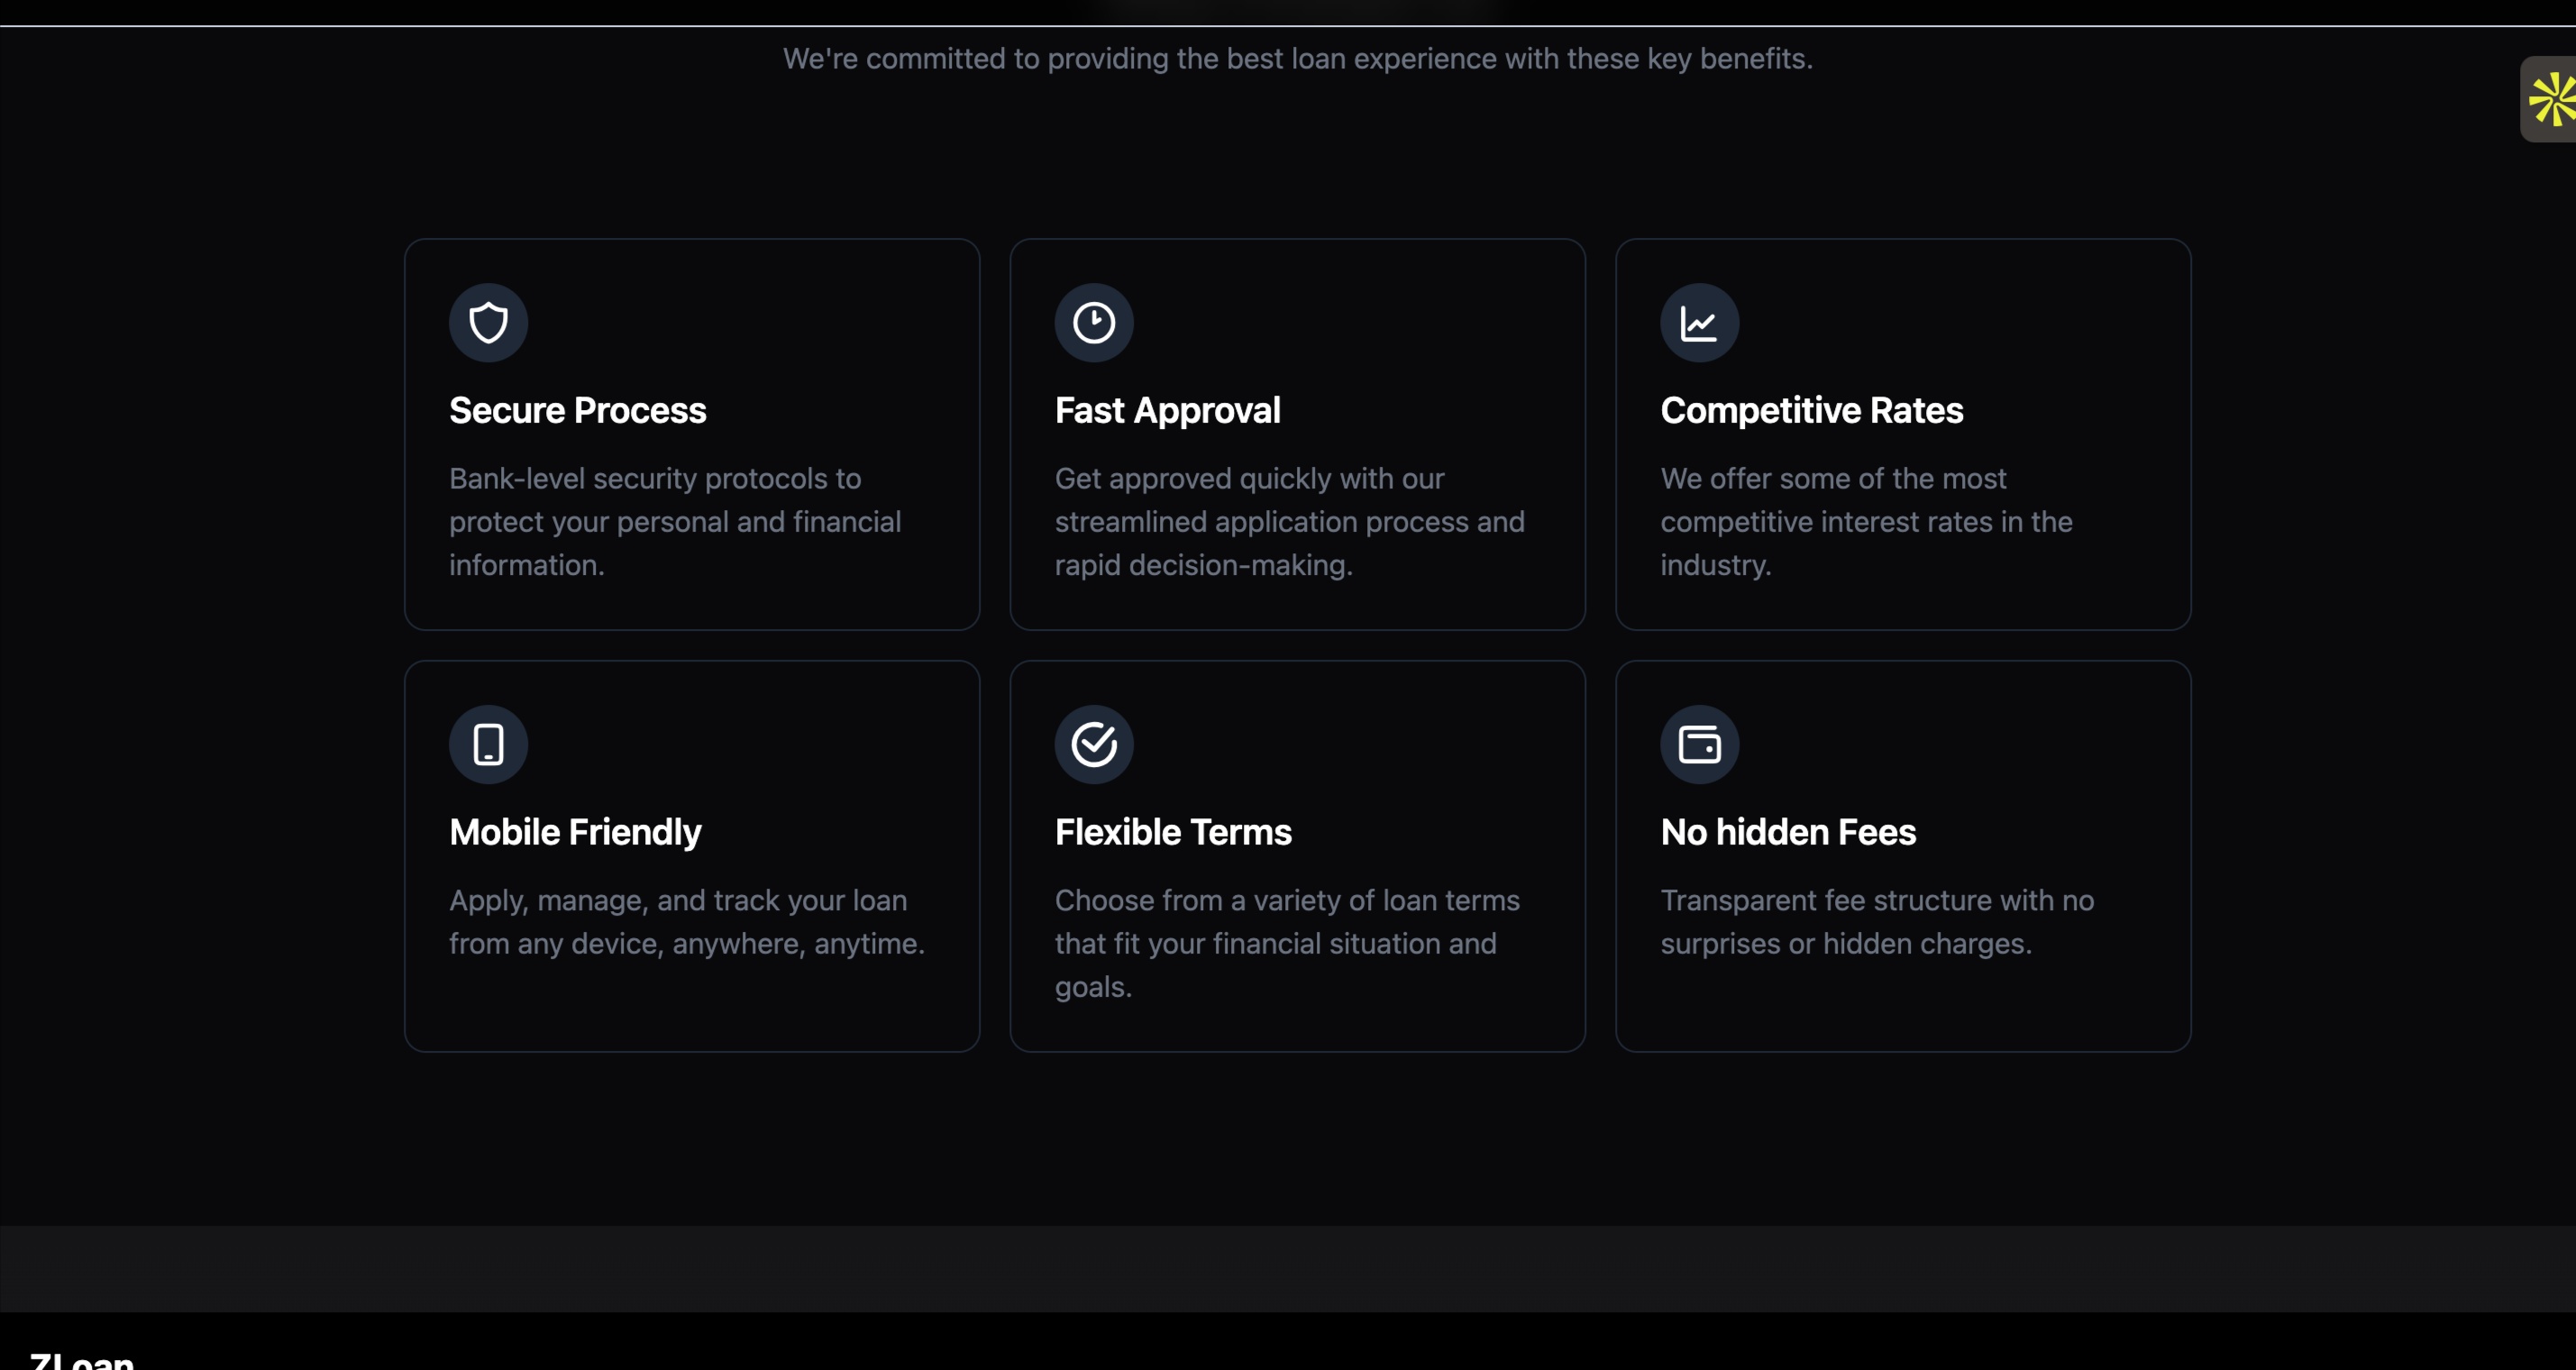 We're committed to providing the best loan experience with these key benefits.
Secure Process
Bank-level security protocols to
protect your personal and financial
information.
Fast Approval
Get approved quickly with our
streamlined application process and
rapid decision-making.
Competitive Rates
We offer some of the most
competitive interest rates in the
industry.
Mobile Friendly
Apply, manage, and track your loan
from any device, anywhere, anytime.
Flexible Terms
Choose from a variety of loan terms
that fit your financial situation and
goals.
No hidden Fees
Transparent fee structure with no
surprises or hidden charges.
ZLoan